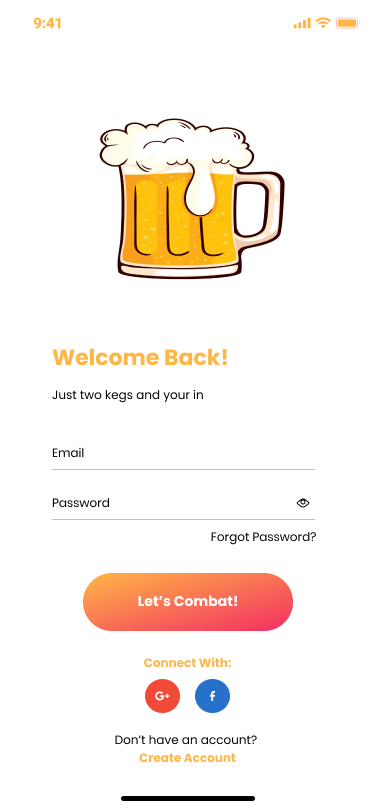 9:41
Welcome Back!
Just two kegs and your in
Email
Password
Forgot Password?
Let's Combat!
Connect With:
G+ f
Don't have an account?
Create Account